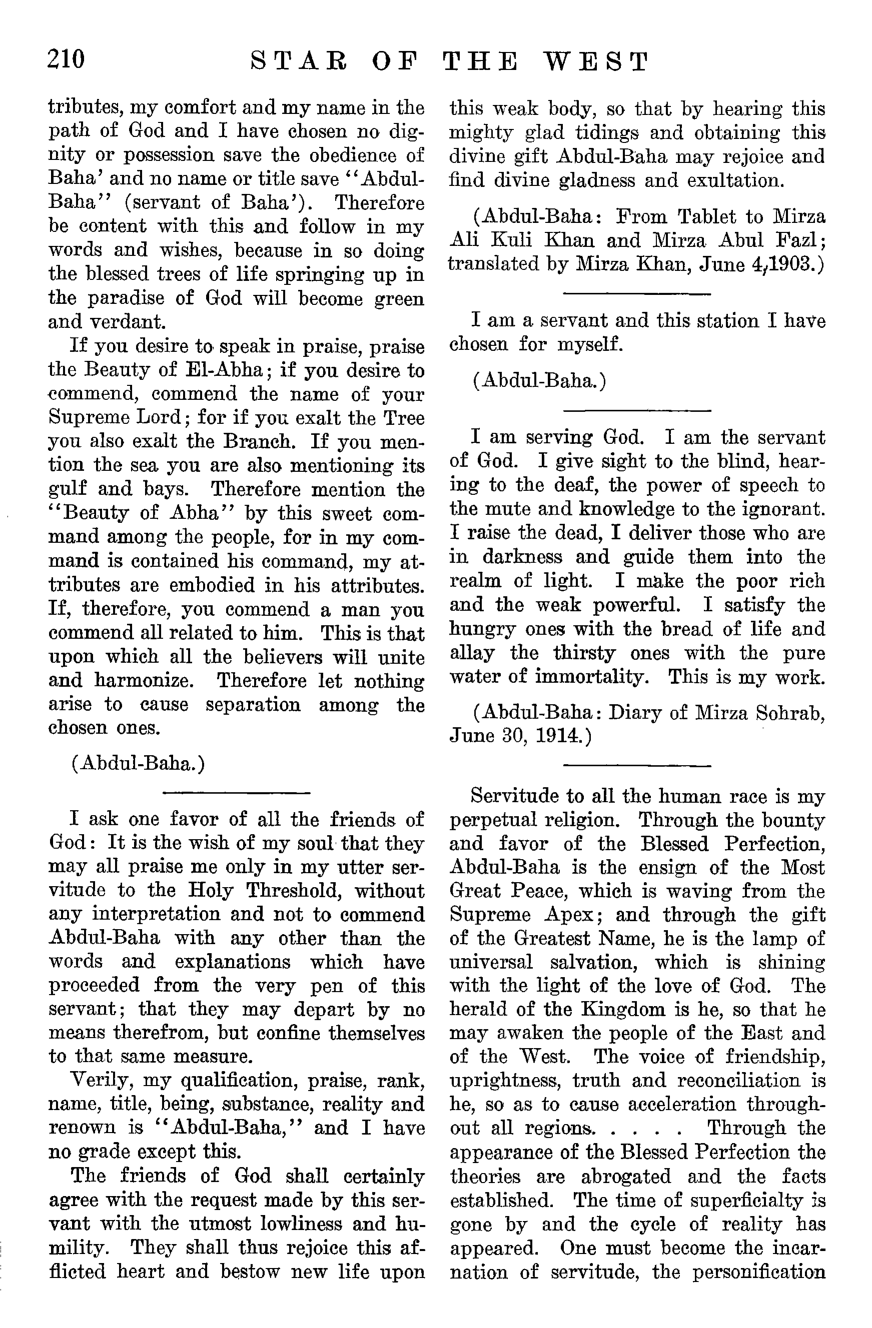 210 STAR OF THE WEST
tributes, my comfort and my name in the
path of God and I have chosen no dig-
nity or possession save the obedience of
Baha' and no name or title save "Abdul-
Baha" (servant of Baha'). Therefore
be content with this and follow in my
words and wishes, because in so doing
the blessed trees of life springing up in
the paradise of God will become green
and verdant.
If you desire to speak in praise, praise
the Beauty of El-Abha; if you desire to
commend, commend the name of your
Supreme Lord; for if you exalt the Tree
you also exalt the Branch. If you men-
tion the sea you are also mentioning its
gulf and bays. Therefore mention the
"Beauty of Abha" by this sweet com-
mand among the people, for in my com-
mand is contained his command, my at-
tributes are embodied in his attributes.
If, therefore, you commend a man you
commend all related to him. This is that
upon which all the believers will unite
and harmonize. Therefore let nothing
arise to cause separation among the
chosen ones.
(Abdul-Baha.)
I ask one favor of all the friends of
God: It is the wish of my soul that they
may all praise me only in my utter ser-
vitude to the Holy Threshold, without
any interpretation and not to commend
Abdul-Baha with any other than the
words and explanations which have
proceeded from the very pen of this
servant; that they may depart by no
means therefrom, but confine themselves
to that same measure.
Verily, my qualification, praise, rank,
name, title, being, substance, reality and
renown is "Abdul-Baha," and I have
no grade except this.
The friends of God shall certainly
agree with the request made by this ser-
vant with the utmost lowliness and hu-
mility. They shall thus rejoice this af-
flicted heart and bestow new life upon
this weak body, so that by hearing this
mighty glad tidings and obtaining this
divine gift Abdul-Baha may rejoice and
find divine gladness and exultation.
(Abdul-Baha: From Tablet to Mirza
Ali Kuli Khan and Mirza Abul Fazl;
translated by Mirza Khan, June 4, 1903.)
I am a servant and this station I have
chosen for myself.
(Abdul-Baha.)
I am serving God. I am the servant
of God. I give sight to the blind, hear-
ing to the deaf, the power of speech to
the mute and knowledge to the ignorant.
I raise the dead, I deliver those who are
in darkness and guide them into the
realm of light. I make the poor rich
and the weak powerful. I satisfy the
hungry ones with the bread of life and
allay the thirsty ones with the pure
water of immortality. This is my work.
(Abdul-Baha: Diary of Mirza Sohrab,
June 30, 1914.)
Servitude to all the human race is my
perpetual religion. Through the bounty
and favor of the Blessed Perfection,
Abdul-Baha is the ensign of the Most
Great Peace, which is waving from the
Supreme Apex; and through the gift
of the Greatest Name, he is the lamp of
universal salvation, which is shining
with the light of the love of God. The
herald of the Kingdom is he, so that he
may awaken the people of the East and
of the West. The voice of friendship,
uprightness, truth and reconciliation is
he, so as to cause acceleration through-
out all regions. . . . . Through the
appearance of the Blessed Perfection the
theories are abrogated and the facts
established. The time of superficialty is
gone by and the cycle of reality has
appeared. One must become the incar-
nation of servitude, the personification